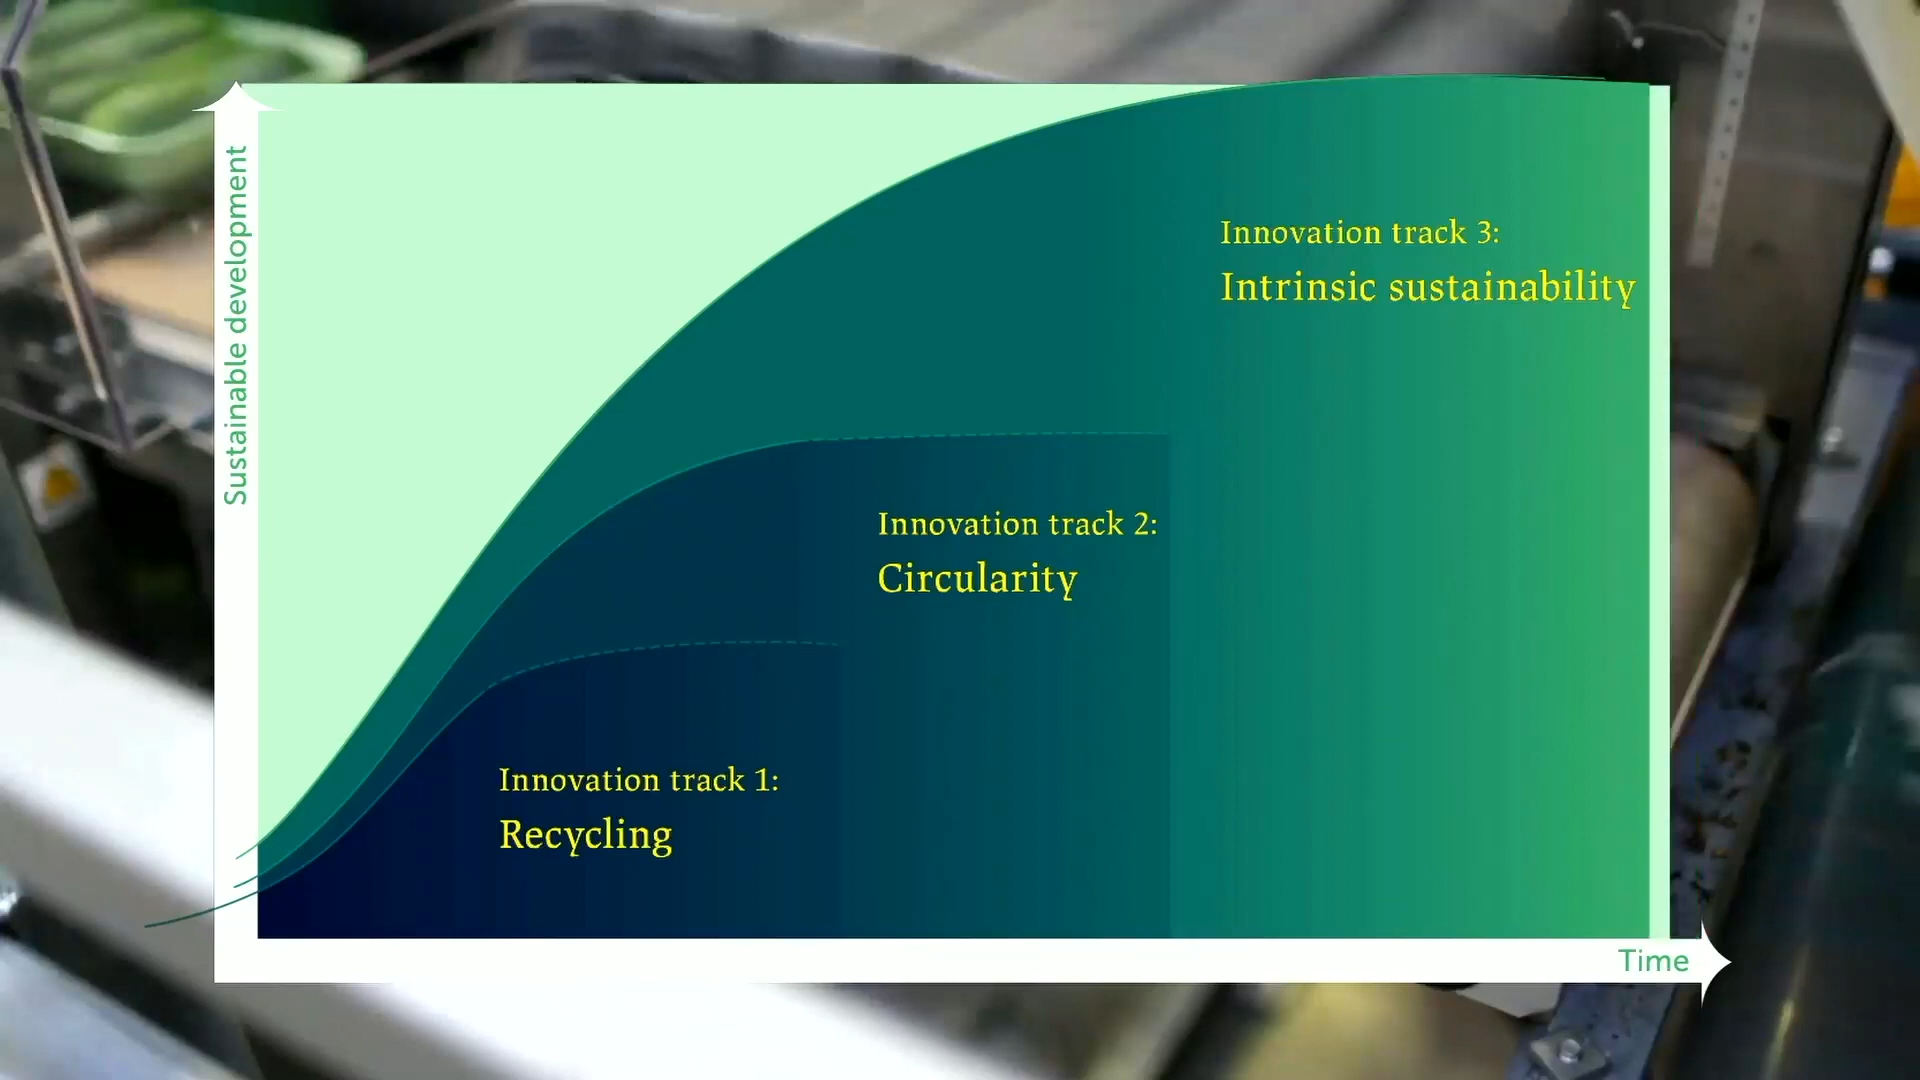 Sustainable development
Innovation track 3:
Intrinsic sustainability
Innovation track 2:
Circularity
Innovation track 1:
Recycling
Time